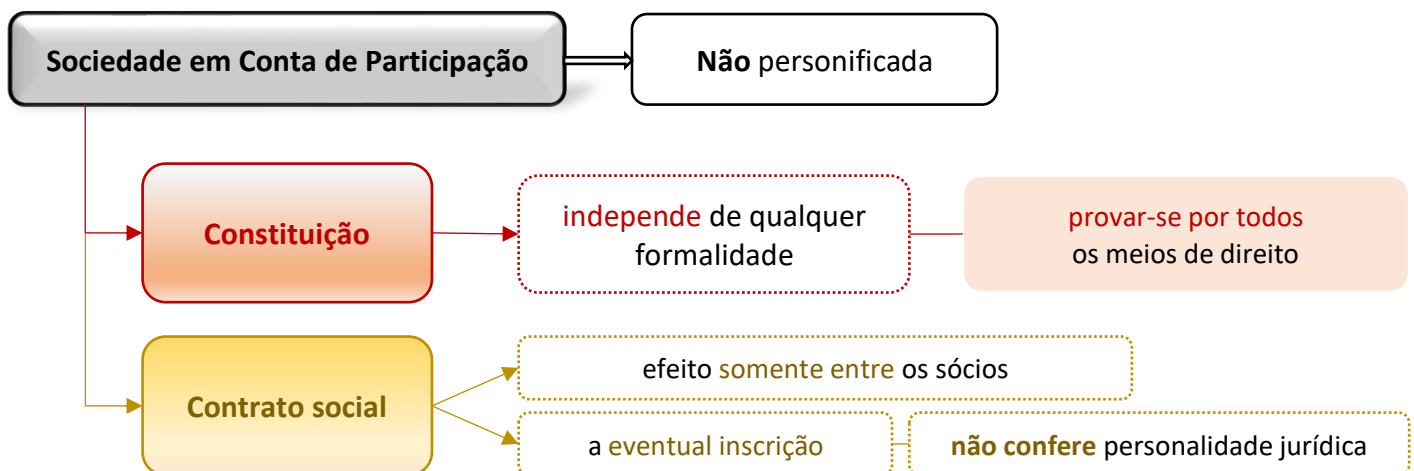 Sociedade em Conta de Participação
Não personificada
Constituição
independe de qualquer
formalidade
provar-se por todos
os meios de direito
Contrato social
efeito somente entre os sócios
a eventual inscrição
não confere personalidade jurídica